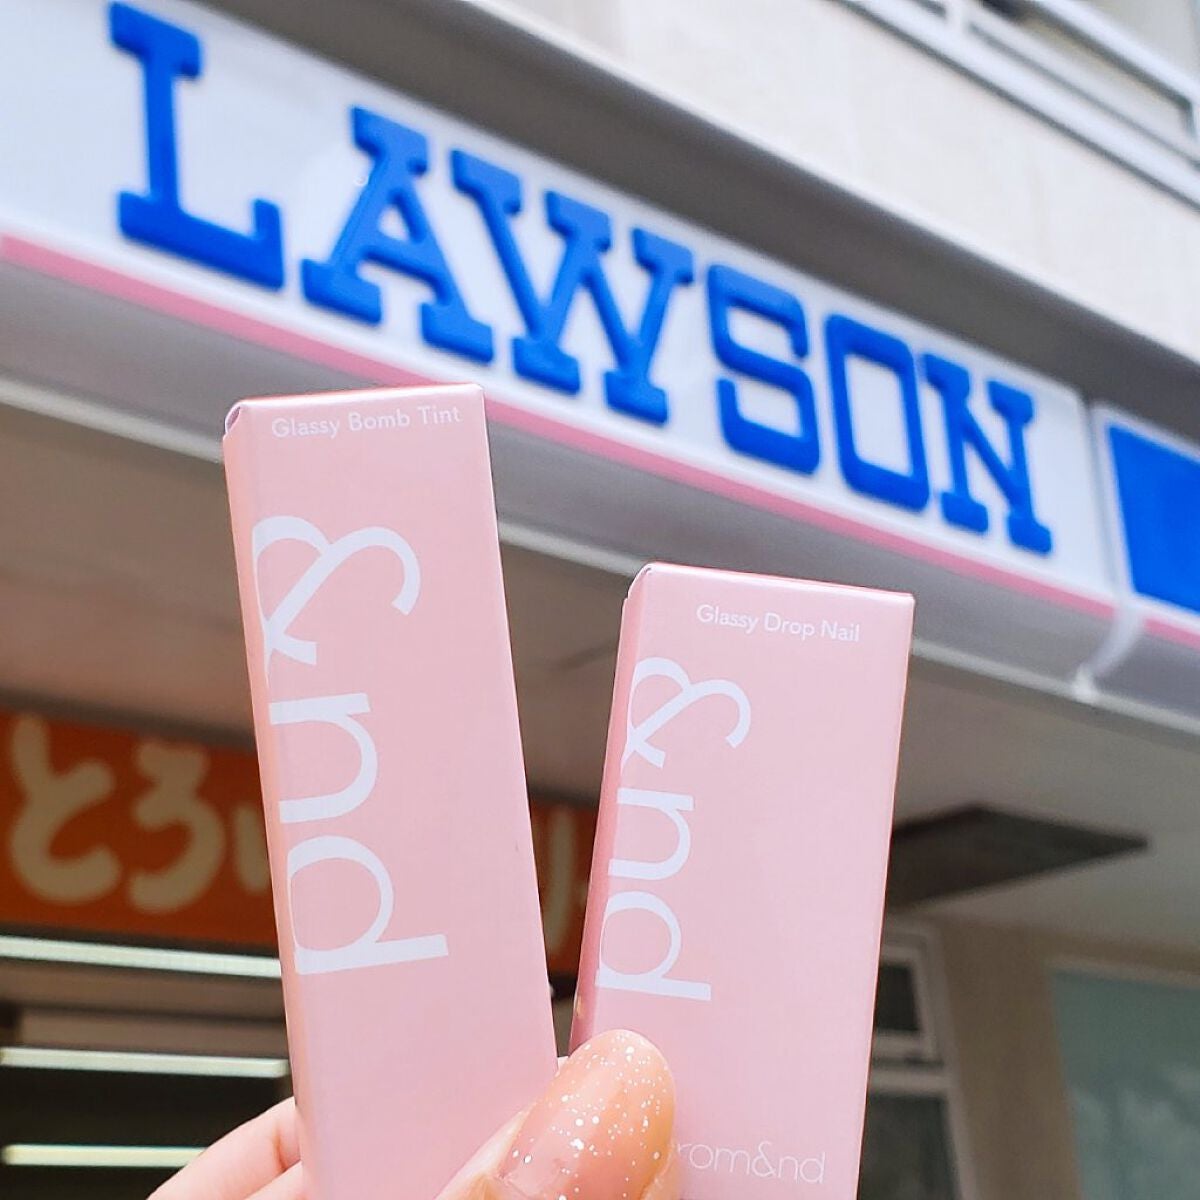 LAWSON
Glassy Bomb Tint
&nd
Glassy Drop Nail
&nd
rom&nd
とろ